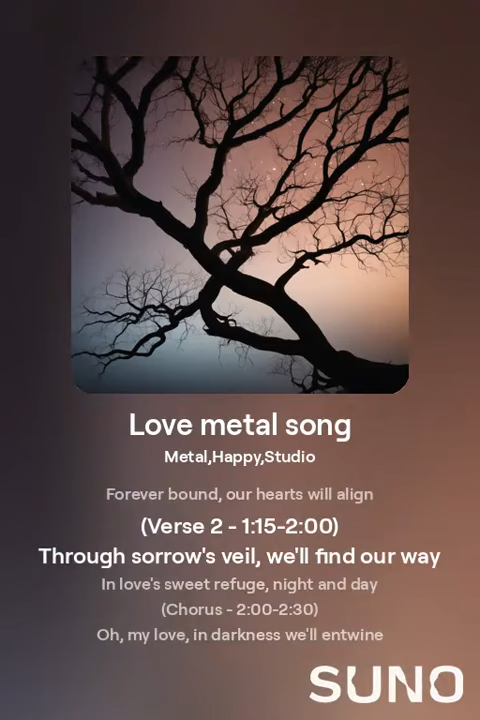 Love metal song
Metal,Happy,Studio
Forever bound, our hearts will align
(Verse 2 - 1:15-2:00)
Through sorrow's veil, we'll find our way
In love's sweet refuge, night and day
(Chorus - 2:00-2:30)
Oh, my love, in darkness we'll entwine
SUNO